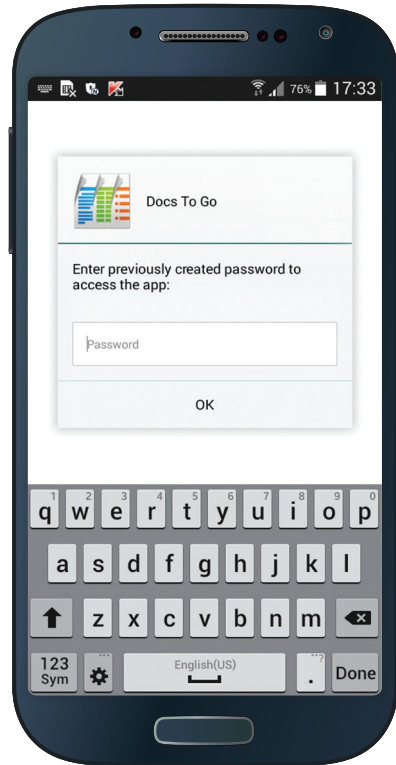 76% 17:33
Docs To Go
Enter previously created password to
access the app:
Password
OK
1 2 3 4 5 6 7 8 9 0
q w e r t y u i o p
a s d f g h j k l
z x c v b n m
123
Sym
English(US)
.
Done